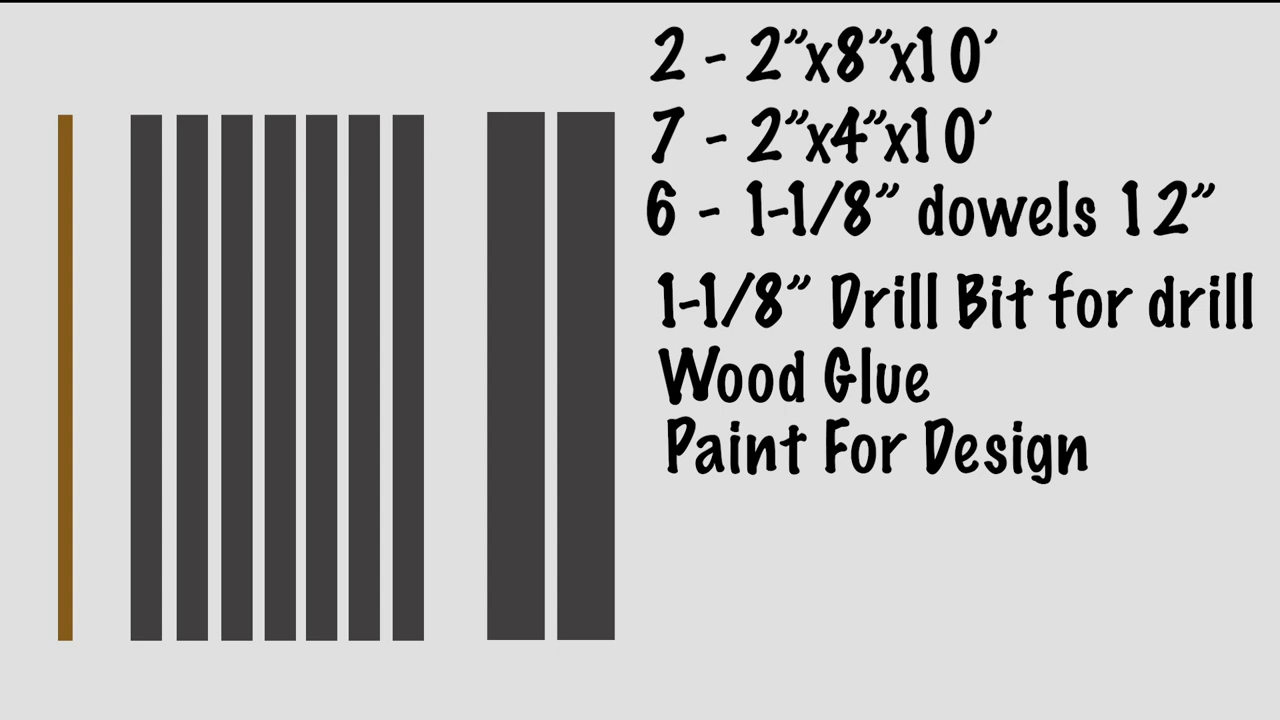 2 - 2”x8”x10’
7 - 2”x4”x10’
6 - 1-1/8” dowels 12”
1-1/8” Drill Bit for drill
Wood Glue
Paint For Design